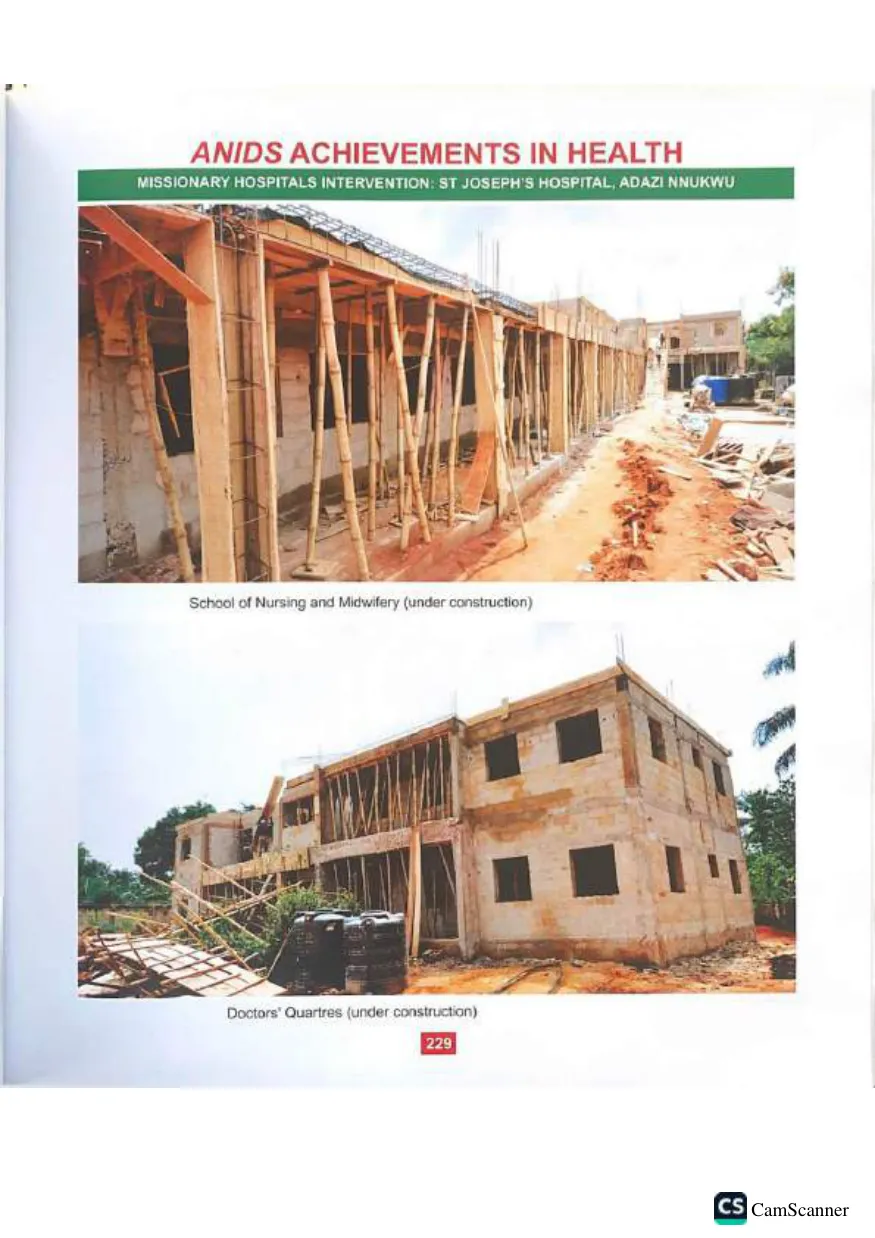 ANIDS ACHIEVEMENTS IN HEALTH
MISSIONARY HOSPITALS INTERVENTION: ST JOSEPH'S HOSPITAL, ADAZI NNUKWU
School of Nursing and Midwifery (under construction)
Doctors' Quartres (under construction)
229
CS CamScanner